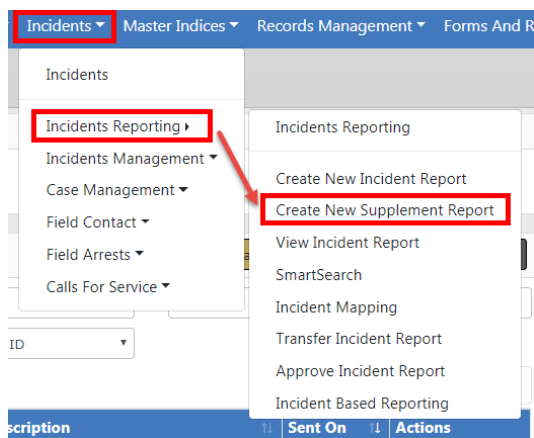 Incidents Master Indices Records Management Forms And R
Incidents
Incidents Reporting
Incidents Management
Case Management
Field Contact
Field Arrests
Calls For Service
Incidents Reporting
Create New Incident Report
Create New Supplement Report
View Incident Report
SmartSearch
Incident Mapping
Transfer Incident Report
Approve Incident Report
Incident Based Reporting
ID
scription Sent On Actions